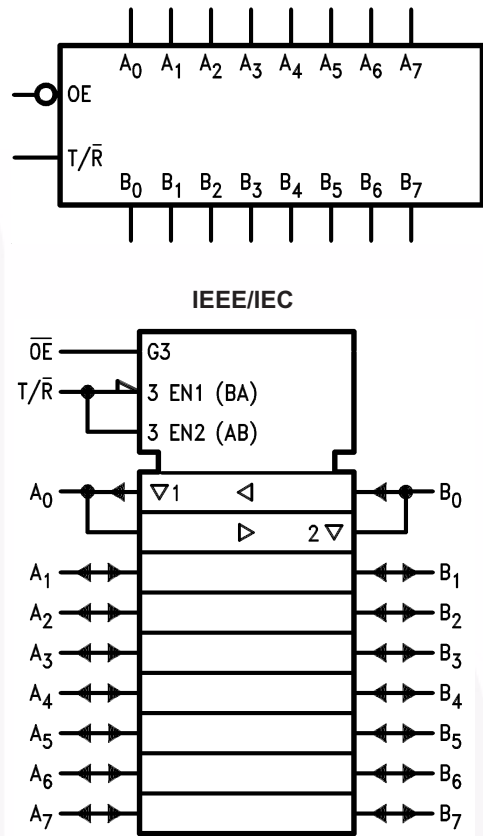 A₀ A₁ A₂ A₃ A₄ A₅ A₆ A₇
OE
T/R̅
B₀ B₁ B₂ B₃ B₄ B₅ B₆ B₇
IEEE/IEC
O̅E̅ G3
T/R̅ 3 EN1 (BA)
3 EN2 (AB)
A₀ 1 B₀
2
A₁ B₁
A₂ B₂
A₃ B₃
A₄ B₄
A₅ B₅
A₆ B₆
A₇ B₇